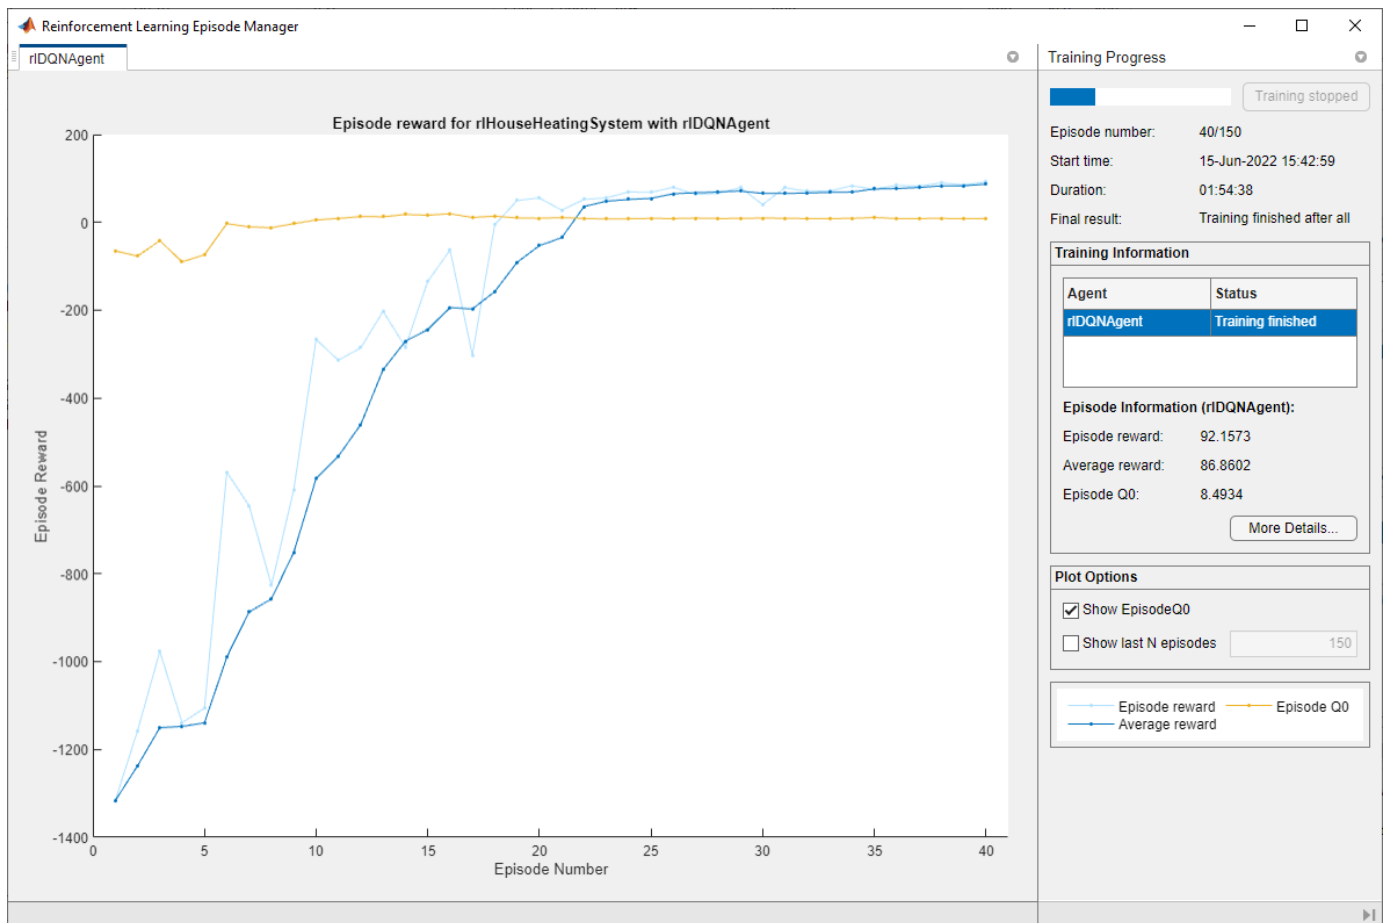 Reinforcement Learning Episode Manager
rlDQNAgent
Episode reward for rlHouseHeatingSystem with rlDQNAgent
200
0
-200
-400
-600
-800
-1000
-1200
-1400
Episode Reward
0 5 10 15 20 25 30 35 40
Episode Number
Training Progress
Training stopped
Episode number: 40/150
Start time: 15-Jun-2022 15:42:59
Duration: 01:54:38
Final result: Training finished after all
Training Information
Agent Status
rlDQNAgent Training finished
Episode Information (rlDQNAgent):
Episode reward: 92.1573
Average reward: 86.8602
Episode Q0: 8.4934
More Details...
Plot Options
Show EpisodeQ0
Show last N episodes 150
Episode reward Episode Q0
Average reward